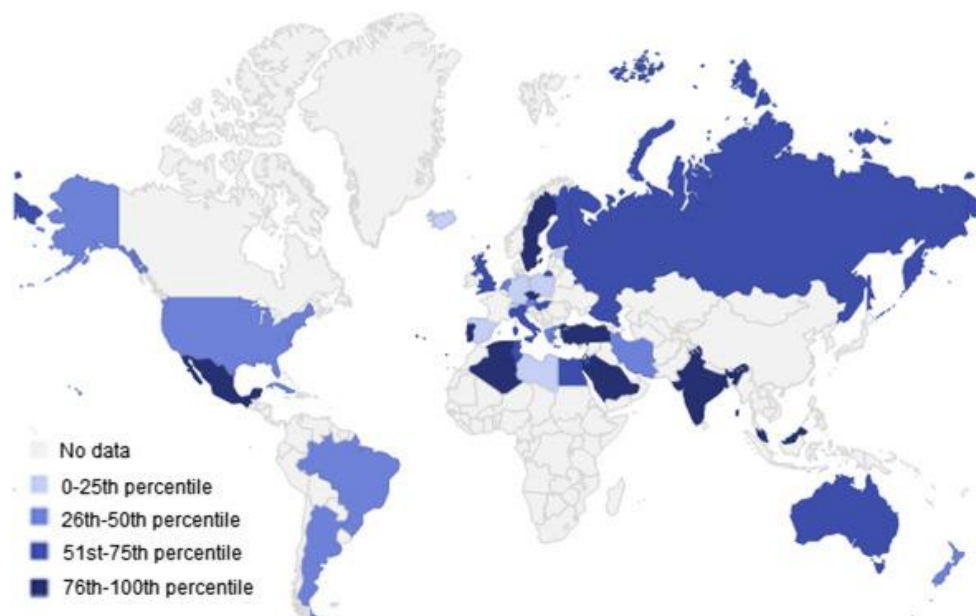 No data
0-25th percentile
26th-50th percentile
51st-75th percentile
76th-100th percentile